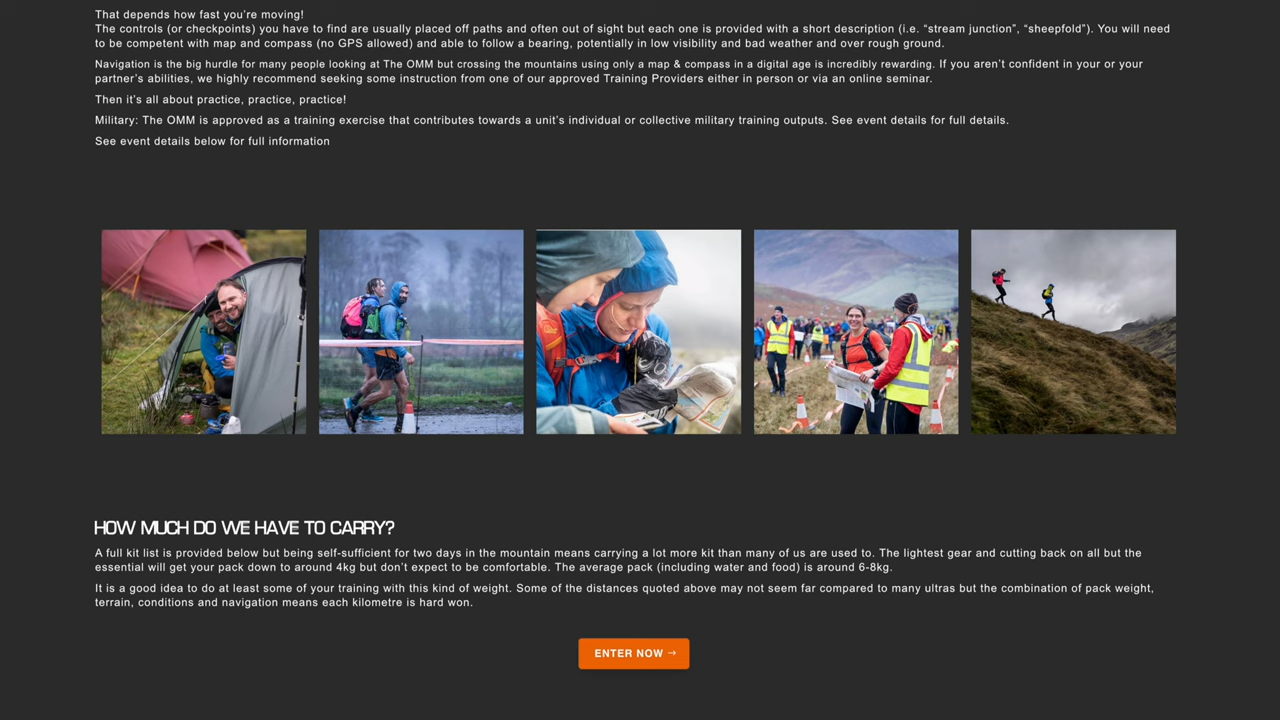 That depends how fast you’re moving!
The controls (or checkpoints) you have to find are usually placed off paths and often out of sight but each one is provided with a short description (i.e. “stream junction”, “sheepfold”). You will need
to be competent with map and compass (no GPS allowed) and able to follow a bearing, potentially in low visibility and bad weather and over rough ground.
Navigation is the big hurdle for many people looking at The OMM but crossing the mountains using only a map & compass in a digital age is incredibly rewarding. If you aren’t confident in your or your
partner’s abilities, we highly recommend seeking some instruction from one of our approved Training Providers either in person or via an online seminar.
Then it’s all about practice, practice, practice!
Military: The OMM is approved as a training exercise that contributes towards a unit’s individual or collective military training outputs. See event details for full details.
See event details below for full information
HOW MUCH DO WE HAVE TO CARRY?
A full kit list is provided below but being self-sufficient for two days in the mountain means carrying a lot more kit than many of us are used to. The lightest gear and cutting back on all but the
essential will get your pack down to around 4kg but don’t expect to be comfortable. The average pack (including water and food) is around 6-8kg.
It is a good idea to do at least some of your training with this kind of weight. Some of the distances quoted above may not seem far compared to many ultras but the combination of pack weight,
terrain, conditions and navigation means each kilometre is hard won.
ENTER NOW →